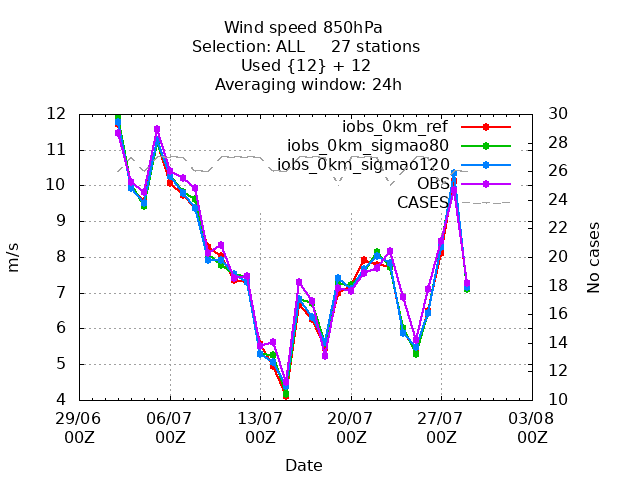 Wind speed 850hPa
Selection: ALL 27 stations
Used {12} + 12
Averaging window: 24h
iobs_0km_ref
iobs_0km_sigmao80
iobs_0km_sigmao120
OBS
CASES
12
11
10
9
8
7
6
5
4
m/s
30
28
26
24
22
20
18
16
14
12
10
No cases
29/06 06/07 13/07 20/07 27/07 03/08
00Z 00Z 00Z 00Z 00Z 00Z
Date